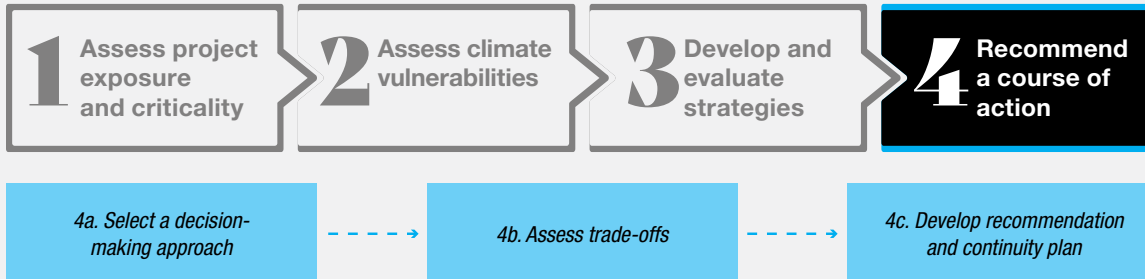 1 Assess project
exposure
and criticality
2 Assess climate
vulnerabilities
3 Develop and
evaluate
strategies
4 Recommend
a course of
action
4a. Select a decision-
making approach
4b. Assess trade-offs
4c. Develop recommendation
and continuity plan